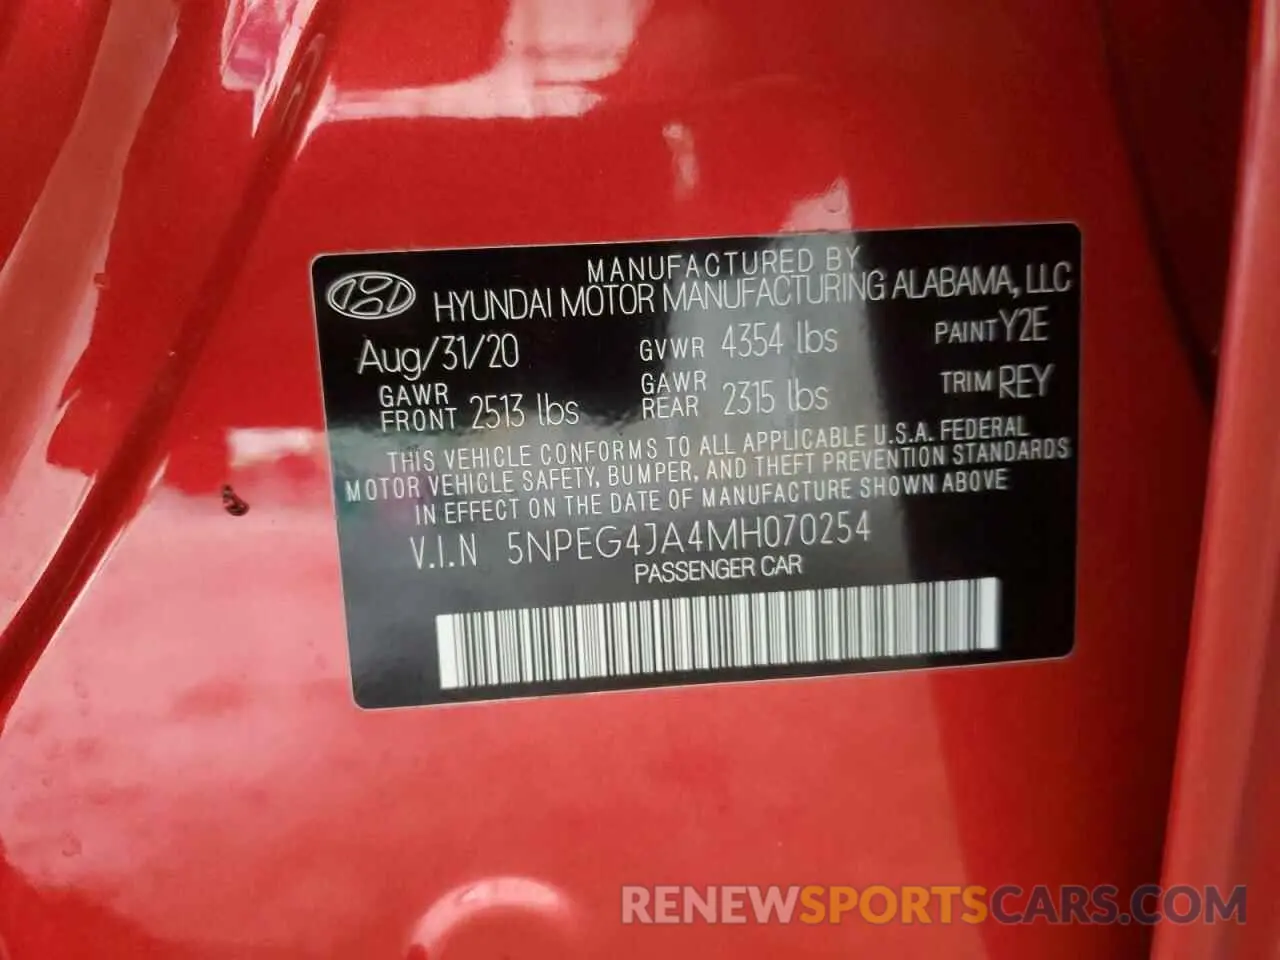 MANUFACTURED BY
HYUNDAI MOTOR MANUFACTURING ALABAMA, LLC
Aug/31/20 GVWR 4354 lbs PAINT Y2E
GAWR FRONT 2513 lbs GAWR REAR 2315 lbs TRIM REY
THIS VEHICLE CONFORMS TO ALL APPLICABLE U.S.A. FEDERAL
MOTOR VEHICLE SAFETY, BUMPER, AND THEFT PREVENTION STANDARDS
IN EFFECT ON THE DATE OF MANUFACTURE SHOWN ABOVE
V.I.N 5NPEG4JA4MH070254
PASSENGER CAR
RENEWSPORTSCARS.COM